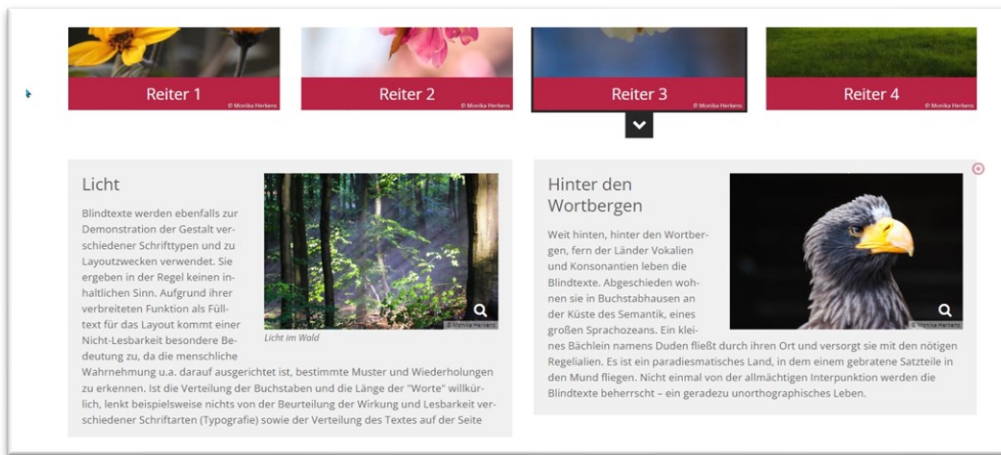 Reiter 1
© Monika Herkens
Reiter 2
© Monika Herkens
Reiter 3
© Monika Herkens
Reiter 4
© Monika Herkens
Licht
Blindtexte werden ebenfalls zur
Demonstration der Gestalt ver-
schiedener Schrifttypen und zu
Layoutzwecken verwendet. Sie
ergeben in der Regel keinen in-
haltlichen Sinn. Aufgrund ihrer
verbreiteten Funktion als Füll-
text für das Layout kommt einer
Nicht-Lesbarkeit besondere Be-
deutung zu, da die menschliche
Wahrnehmung u.a. darauf ausgerichtet ist, bestimmte Muster und Wiederholungen
zu erkennen. Ist die Verteilung der Buchstaben und die Länge der "Worte" willkür-
lich, lenkt beispielsweise nichts von der Beurteilung der Wirkung und Lesbarkeit ver-
schiedener Schriftarten (Typografie) sowie der Verteilung des Textes auf der Seite
© Monika Herkens
Licht im Wald
Hinter den
Wortbergen
Weit hinten, hinter den Wortber-
gen, fern der Länder Vokalien
und Konsonantien leben die
Blindtexte. Abgeschieden woh-
nen sie in Buchstabhausen an
der Küste des Semantik, eines
großen Sprachozeans. Ein klei-
nes Bächlein namens Duden fließt durch ihren Ort und versorgt sie mit den nötigen
Regelialien. Es ist ein paradiesmatisches Land, in dem einem gebratene Satzteile in
den Mund fliegen. Nicht einmal von der allmächtigen Interpunktion werden die
Blindtexte beherrscht – ein geradezu unorthographisches Leben.
© Monika Herkens